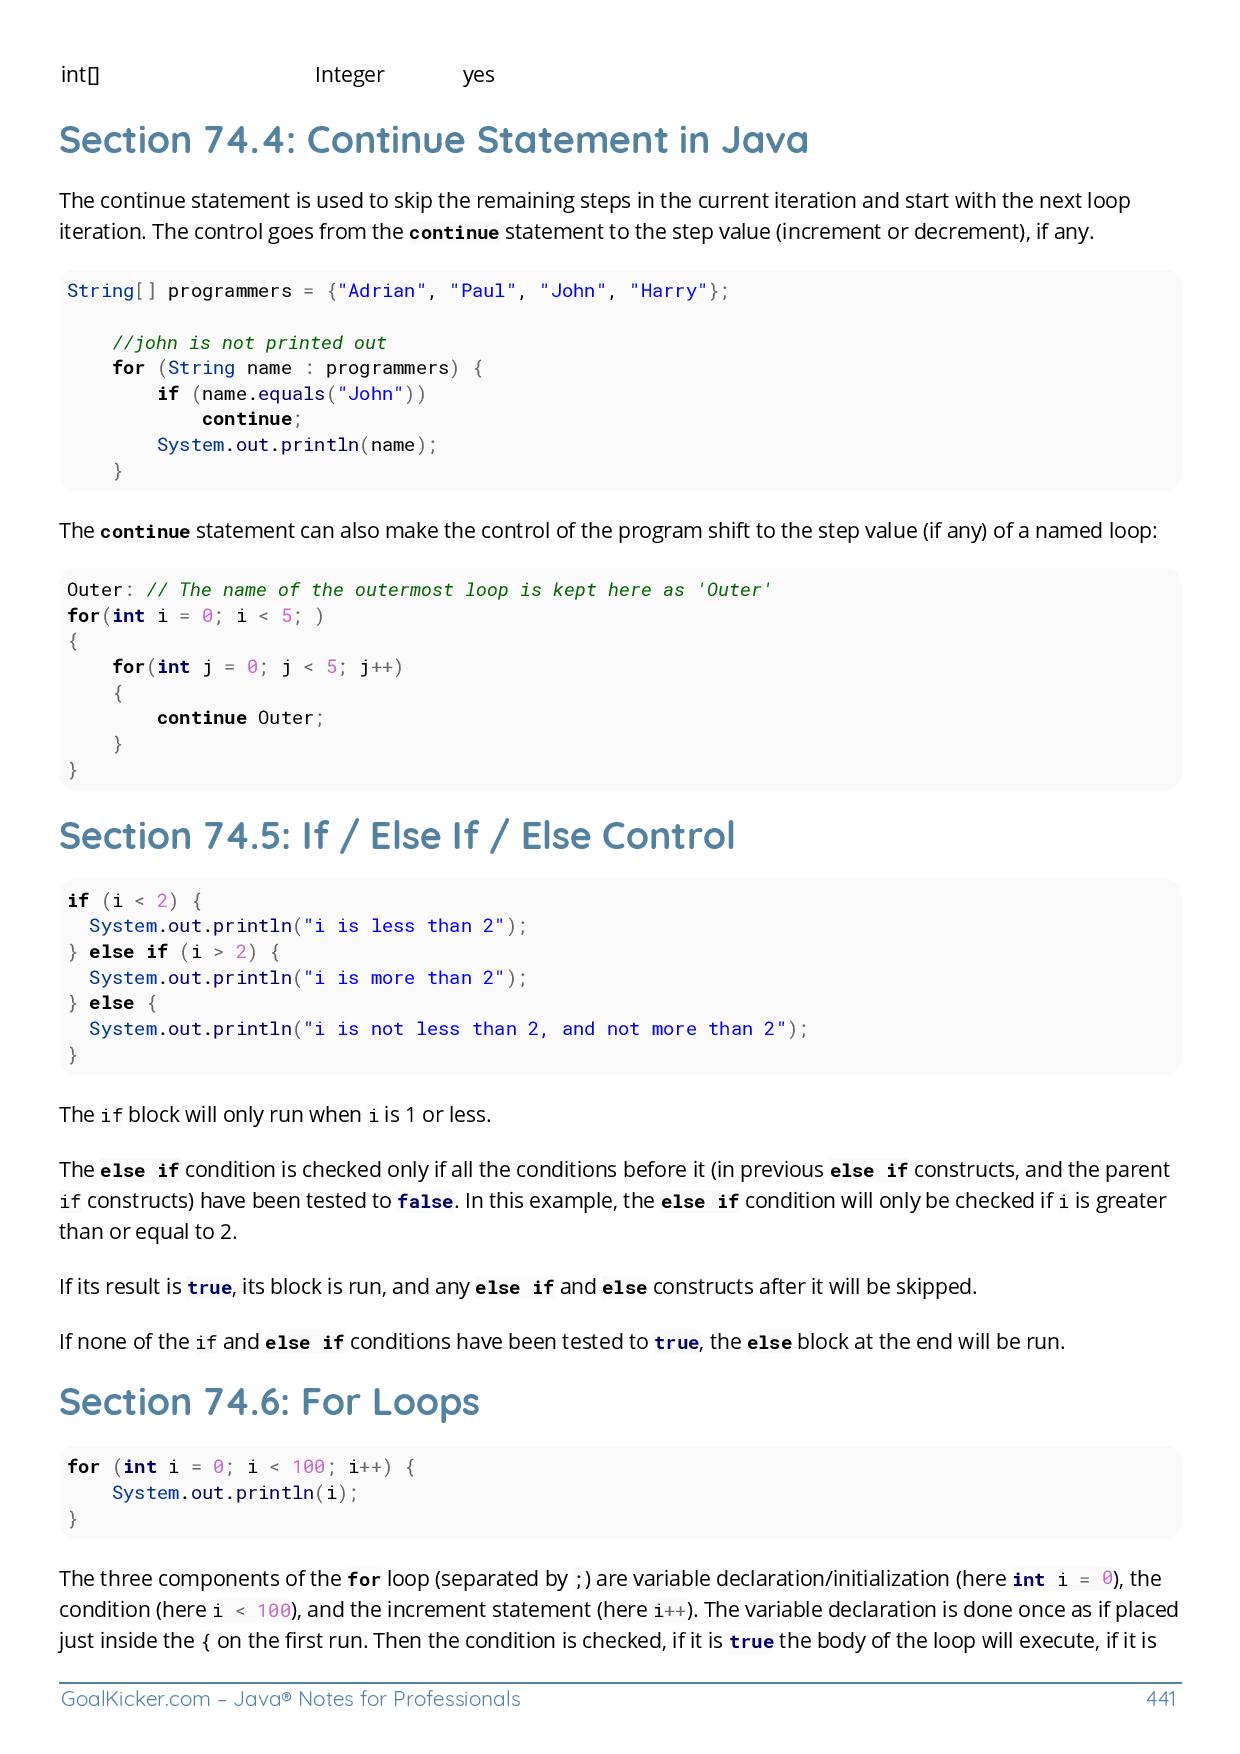 int[] Integer yes
Section 74.4: Continue Statement in Java
The continue statement is used to skip the remaining steps in the current iteration and start with the next loop
iteration. The control goes from the continue statement to the step value (increment or decrement), if any.
String[] programmers = {"Adrian", "Paul", "John", "Harry"};
    //john is not printed out
    for (String name : programmers) {
        if (name.equals("John"))
            continue;
        System.out.println(name);
    }
The continue statement can also make the control of the program shift to the step value (if any) of a named loop:
Outer: // The name of the outermost loop is kept here as 'Outer'
for(int i = 0; i < 5; )
{
    for(int j = 0; j < 5; j++)
    {
        continue Outer;
    }
}
Section 74.5: If / Else If / Else Control
if (i < 2) {
  System.out.println("i is less than 2");
} else if (i > 2) {
  System.out.println("i is more than 2");
} else {
  System.out.println("i is not less than 2, and not more than 2");
}
The if block will only run when i is 1 or less.
The else if condition is checked only if all the conditions before it (in previous else if constructs, and the parent
if constructs) have been tested to false. In this example, the else if condition will only be checked if i is greater
than or equal to 2.
If its result is true, its block is run, and any else if and else constructs after it will be skipped.
If none of the if and else if conditions have been tested to true, the else block at the end will be run.
Section 74.6: For Loops
for (int i = 0; i < 100; i++) {
    System.out.println(i);
}
The three components of the for loop (separated by ;) are variable declaration/initialization (here int i = 0), the
condition (here i < 100), and the increment statement (here i++). The variable declaration is done once as if placed
just inside the { on the first run. Then the condition is checked, if it is true the body of the loop will execute, if it is
GoalKicker.com – Java® Notes for Professionals 441